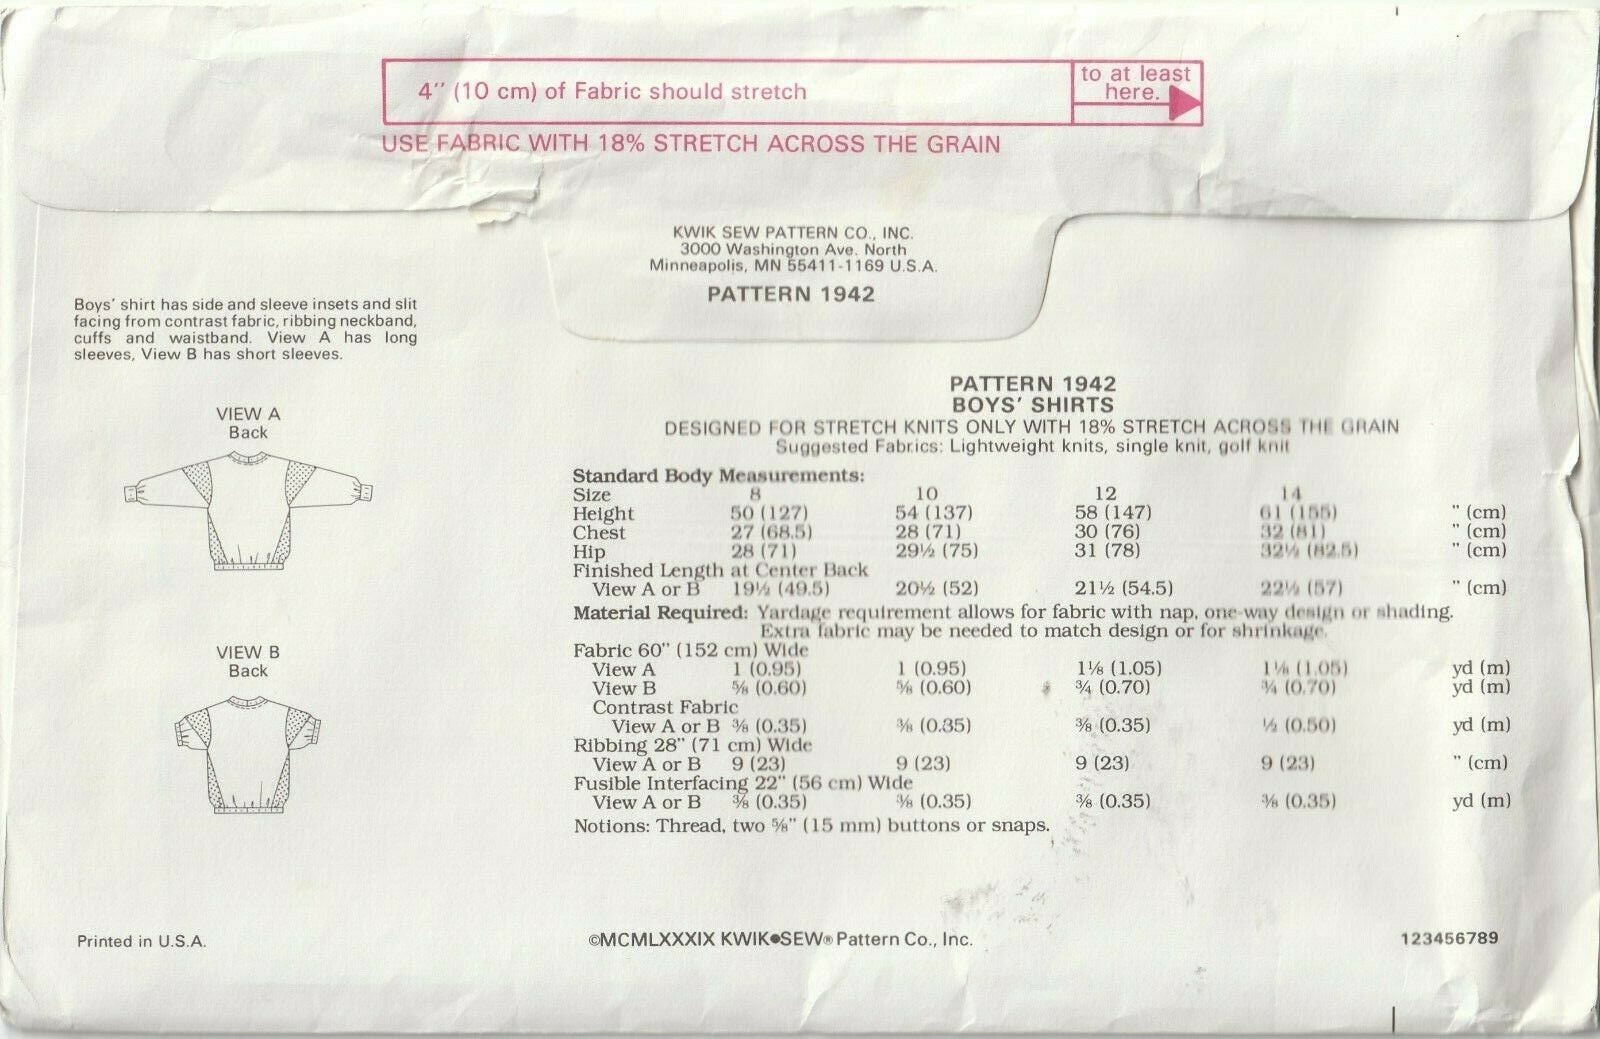 4" (10 cm) of Fabric should stretch
to at least
here.
USE FABRIC WITH 18% STRETCH ACROSS THE GRAIN
KWIK SEW PATTERN CO., INC.
3000 Washington Ave. North
Minneapolis, MN 55411-1169 U.S.A.
PATTERN 1942
Boys' shirt has side and sleeve insets and slit
facing from contrast fabric, ribbing neckband,
cuffs and waistband. View A has long
sleeves, View B has short sleeves.
VIEW A
Back
VIEW B
Back
PATTERN 1942
BOYS' SHIRTS
DESIGNED FOR STRETCH KNITS ONLY WITH 18% STRETCH ACROSS THE GRAIN
Suggested Fabrics: Lightweight knits, single knit, golf knit
Standard Body Measurements:
Size 8 10 12 14
Height 50 (127) 54 (137) 58 (147) 61 (155) " (cm)
Chest 27 (68.5) 28 (71) 30 (76) 32 (81) " (cm)
Hip 28 (71) 29½ (75) 31 (78) 32½ (82.5) " (cm)
Finished Length at Center Back
View A or B 19½ (49.5) 20½ (52) 21½ (54.5) 22½ (57) " (cm)
Material Required: Yardage requirement allows for fabric with nap, one-way design or shading.
Extra fabric may be needed to match design or for shrinkage.
Fabric 60" (152 cm) Wide
View A 1 (0.95) 1 (0.95) 1⅛ (1.05) 1⅛ (1.05) yd (m)
View B ⅝ (0.60) ⅝ (0.60) ¾ (0.70) ¾ (0.70) yd (m)
Contrast Fabric
View A or B ⅜ (0.35) ⅜ (0.35) ⅜ (0.35) ½ (0.50) yd (m)
Ribbing 28" (71 cm) Wide
View A or B 9 (23) 9 (23) 9 (23) 9 (23) " (cm)
Fusible Interfacing 22" (56 cm) Wide
View A or B ⅜ (0.35) ⅜ (0.35) ⅜ (0.35) ⅜ (0.35) yd (m)
Notions: Thread, two ⅝" (15 mm) buttons or snaps.
Printed in U.S.A.
©MCMLXXXIX KWIK●SEW® Pattern Co., Inc.
123456789